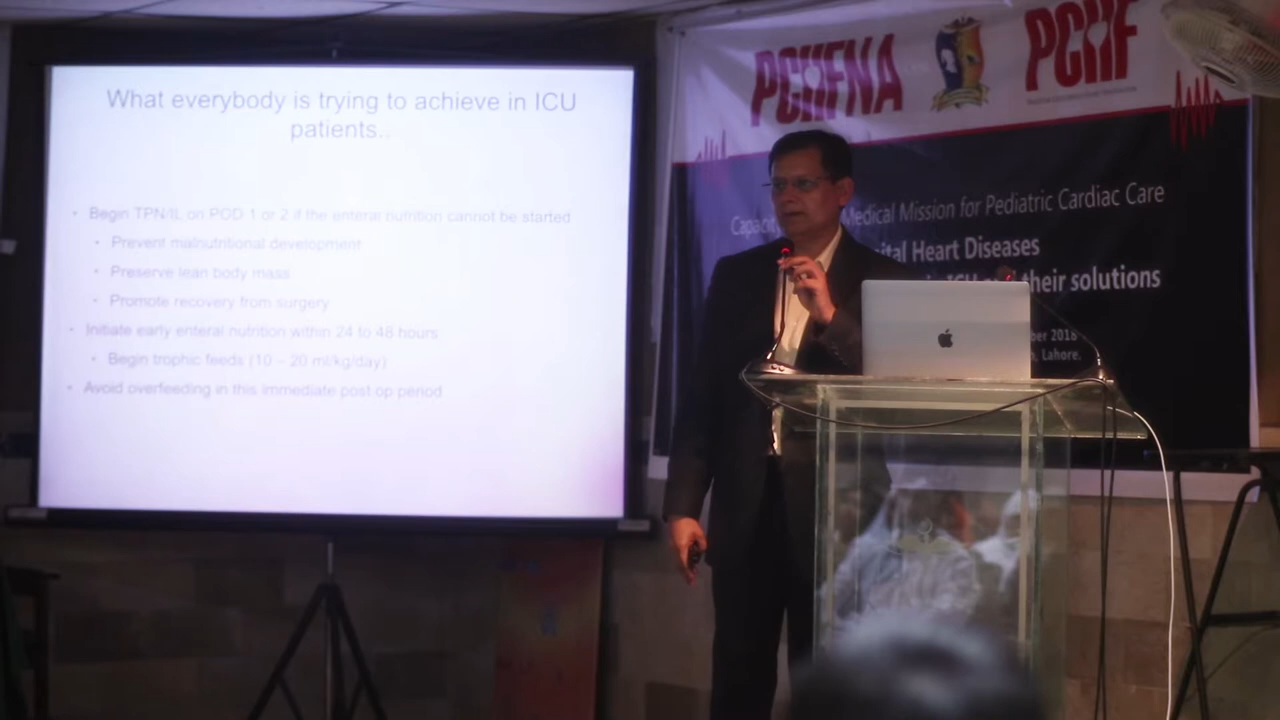 What everybody is trying to achieve in ICU
patients..
Begin TPN/IL on POD 1 or 2 if the enteral nutrition cannot be started
Prevent malnutritional development
Preserve lean body mass
Promote recovery from surgery
Initiate early enteral nutrition within 24 to 48 hours
Begin trophic feeds (10 – 20 ml/kg/day)
Avoid overfeeding in this immediate post op period
PCHFNA
PCHF
Medical Mission for Pediatric Cardiac Care
Heart Diseases
ICU their solutions
2018
Lahore.